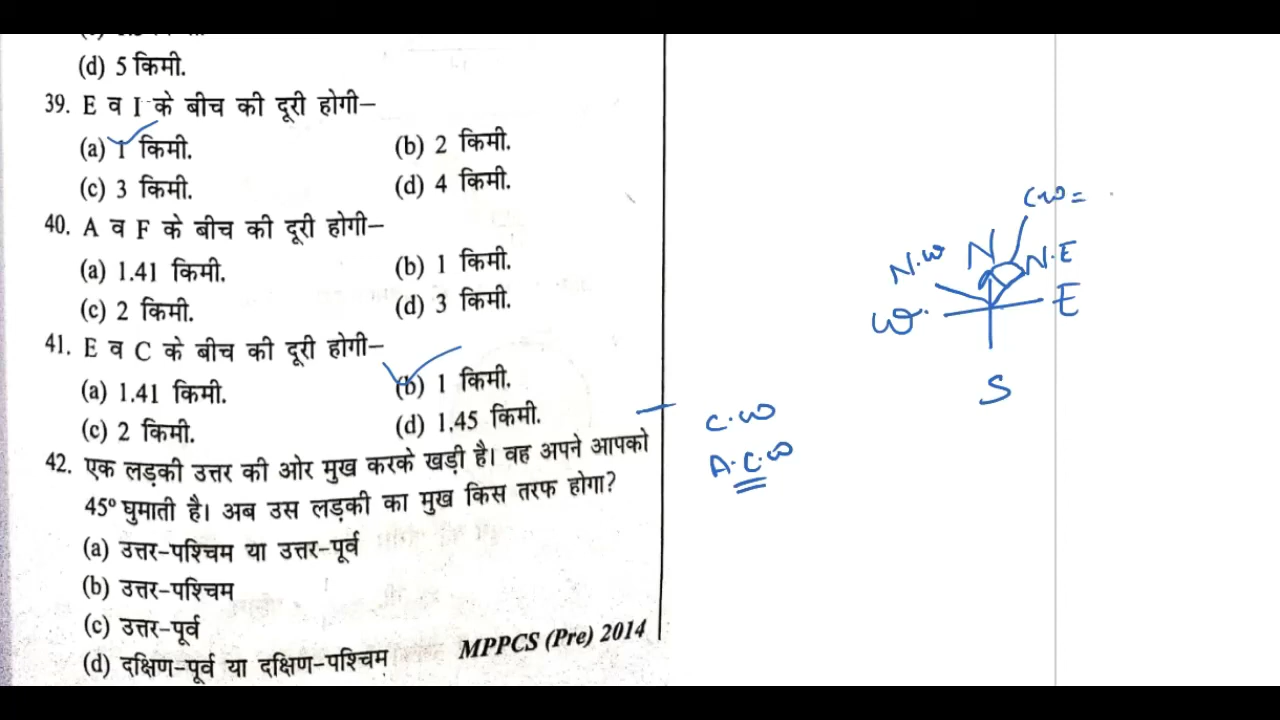 (d) 5 किमी.
39. E व I के बीच की दूरी होगी–
(a) 1 किमी.
(b) 2 किमी.
(c) 3 किमी.
(d) 4 किमी.
40. A व F के बीच की दूरी होगी–
(a) 1.41 किमी.
(b) 1 किमी.
(c) 2 किमी.
(d) 3 किमी.
41. E व C के बीच की दूरी होगी–
(a) 1.41 किमी.
(b) 1 किमी.
(c) 2 किमी.
(d) 1.45 किमी.
42. एक लड़की उत्तर की ओर मुख करके खड़ी है। वह अपने आपको
45° घुमाती है। अब उस लड़की का मुख किस तरफ होगा?
(a) उत्तर-पश्चिम या उत्तर-पूर्व
(b) उत्तर-पश्चिम
(c) उत्तर-पूर्व
(d) दक्षिण-पूर्व या दक्षिण-पश्चिम
MPPCS (Pre) 2014
CW =
N.W N N.E
W. E
S
C.W
A.C.W